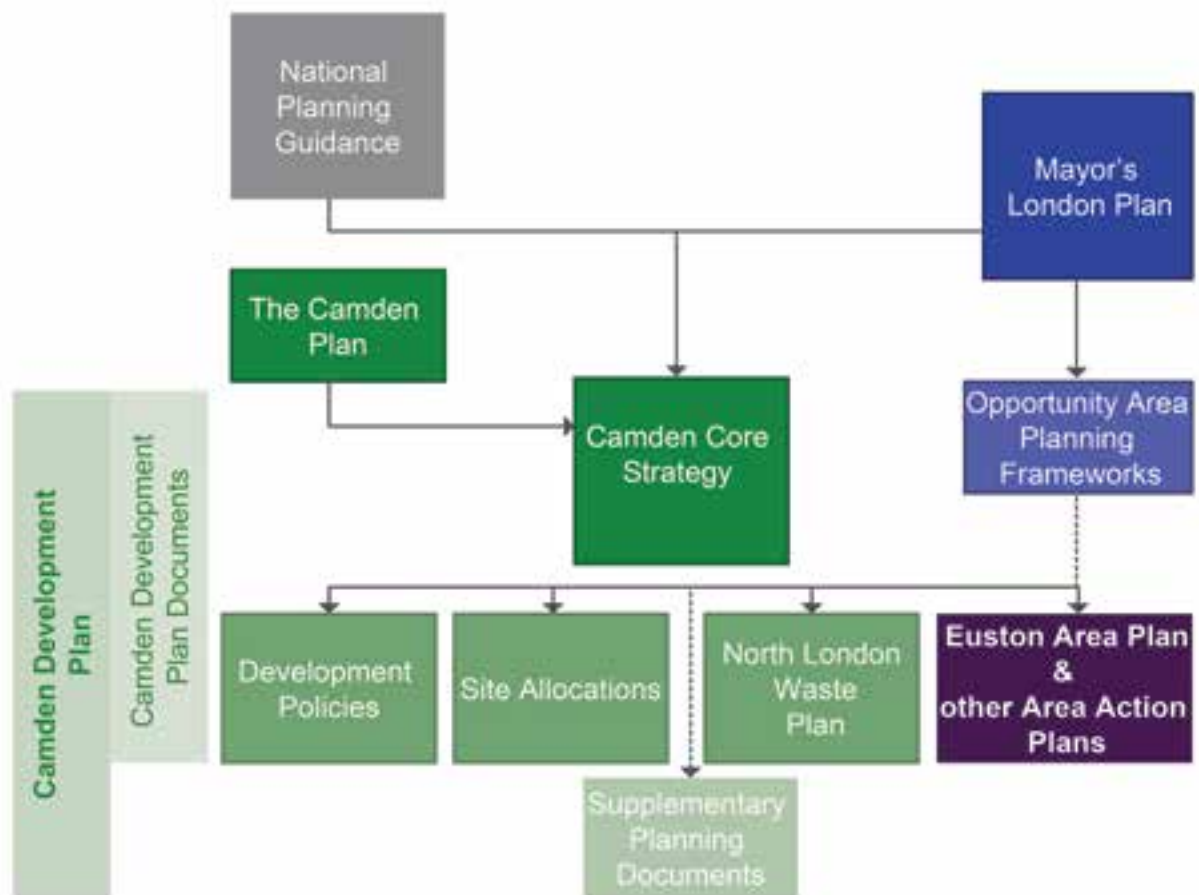 National
Planning
Guidance
Mayor's
London Plan
The Camden
Plan
Camden Core
Strategy
Opportunity Area
Planning
Frameworks
Camden Development
Plan
Camden Development
Plan Documents
Development
Policies
Site Allocations
North London
Waste
Plan
Euston Area Plan
&
other Area Action
Plans
Supplementary
Planning
Documents